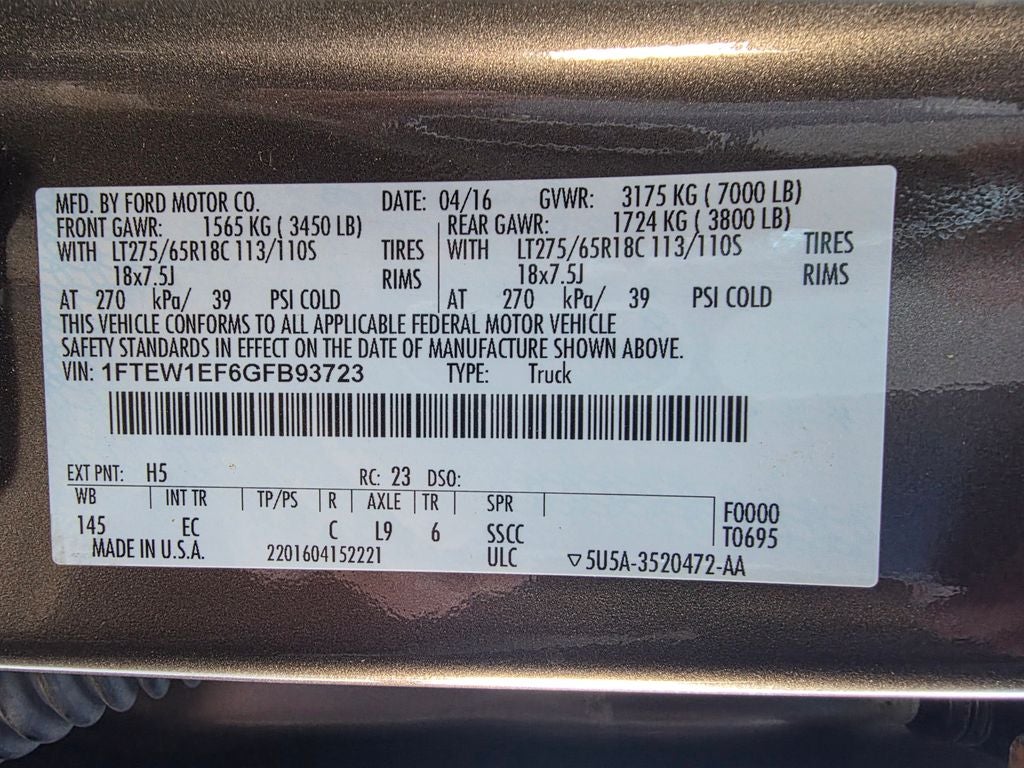 MFD. BY FORD MOTOR CO. DATE: 04/16 GVWR: 3175 KG ( 7000 LB)
FRONT GAWR: 1565 KG ( 3450 LB) REAR GAWR: 1724 KG ( 3800 LB)
WITH LT275/65R18C 113/110S TIRES WITH LT275/65R18C 113/110S TIRES
18x7.5J RIMS 18x7.5J RIMS
AT 270 kPa/ 39 PSI COLD AT 270 kPa/ 39 PSI COLD
THIS VEHICLE CONFORMS TO ALL APPLICABLE FEDERAL MOTOR VEHICLE
SAFETY STANDARDS IN EFFECT ON THE DATE OF MANUFACTURE SHOWN ABOVE.
VIN: 1FTEW1EF6GFB93723 TYPE: Truck
EXT PNT: H5 RC: 23 DSO:
WB INT TR TP/PS R AXLE TR SPR F0000
145 EC C L9 6 SSCC T0695
MADE IN U.S.A. 2201604152221 ULC ▽5U5A-3520472-AA